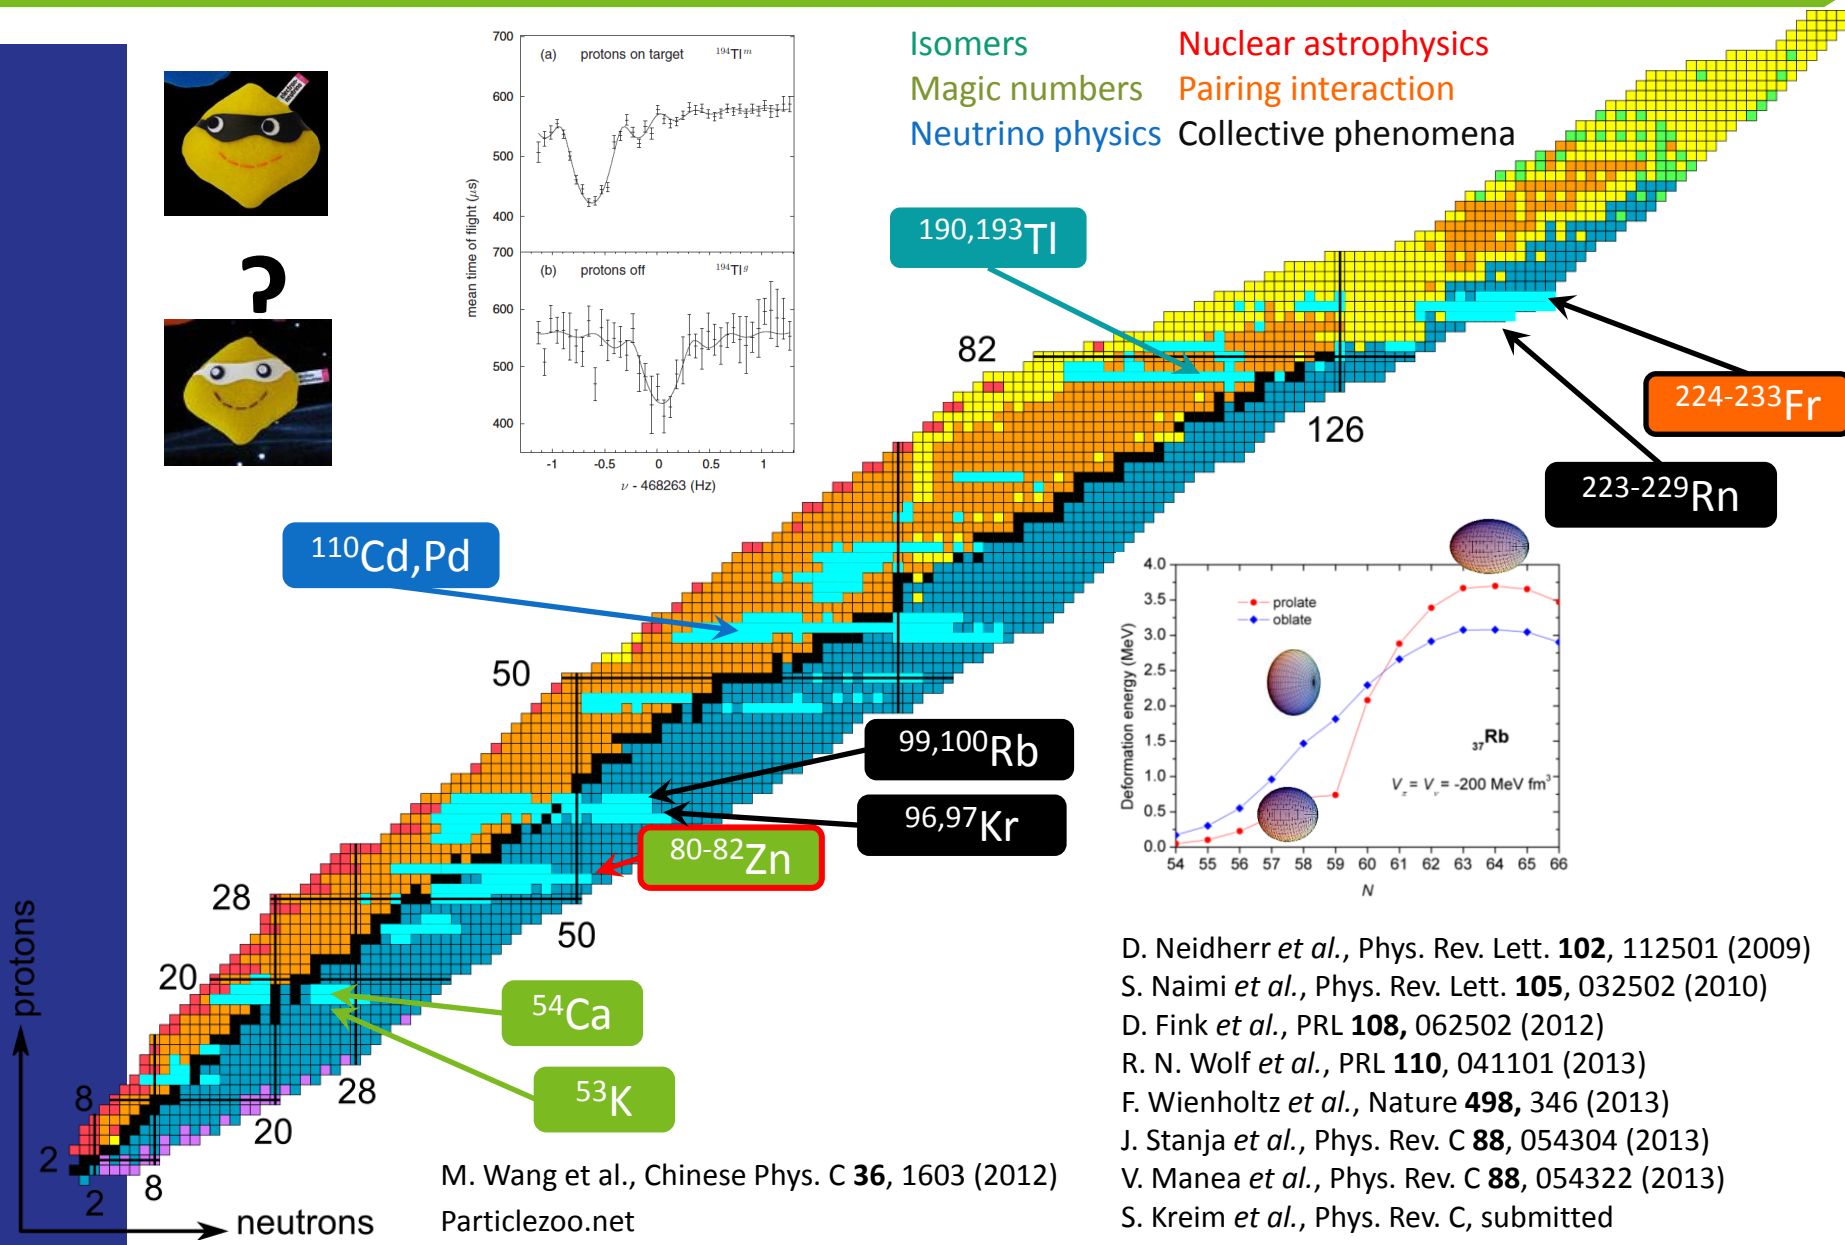 Isomers
Nuclear astrophysics
Magic numbers
Pairing interaction
Neutrino physics
Collective phenomena
700
(a) protons on target ¹⁹⁴Tlᵐ
600
500
400
700
(b) protons off ¹⁹⁴Tlᵍ
600
500
400
-1 -0.5 0 0.5 1
ν - 468263 (Hz)
mean time of flight (μs)
?
190,193Tl
82
126
224-233Fr
223-229Rn
110Cd,Pd
50
99,100Rb
96,97Kr
80-82Zn
28
50
20
54Ca
53K
8
28
20
2
2
8
protons
neutrons
4.0
3.5
3.0
2.5
2.0
1.5
1.0
0.5
0.0
prolate
oblate
₃₇Rb
= -200 MeV fm³
Deformation energy (MeV)
54 55 56 57 58 59 60 61 62 63 64 65 66
N
M. Wang et al., Chinese Phys. C 36, 1603 (2012)
Particlezoo.net
D. Neidherr et al., Phys. Rev. Lett. 102, 112501 (2009)
S. Naimi et al., Phys. Rev. Lett. 105, 032502 (2010)
D. Fink et al., PRL 108, 062502 (2012)
R. N. Wolf et al., PRL 110, 041101 (2013)
F. Wienholtz et al., Nature 498, 346 (2013)
J. Stanja et al., Phys. Rev. C 88, 054304 (2013)
V. Manea et al., Phys. Rev. C 88, 054322 (2013)
S. Kreim et al., Phys. Rev. C, submitted